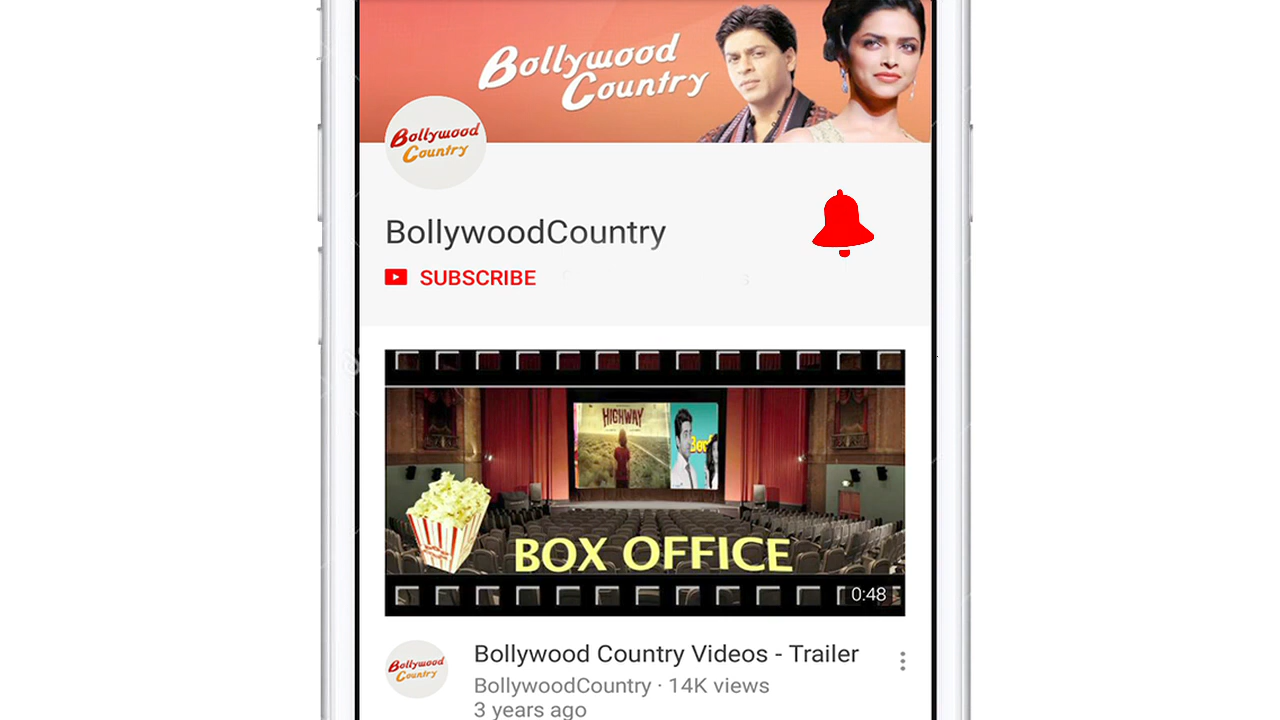 Bollywood
Country
Bollywood
Country
BollywoodCountry
SUBSCRIBE
HIGHWAY
BOX OFFICE
0:48
Bollywood
Country
Bollywood Country Videos - Trailer
BollywoodCountry · 14K views
3 years ago